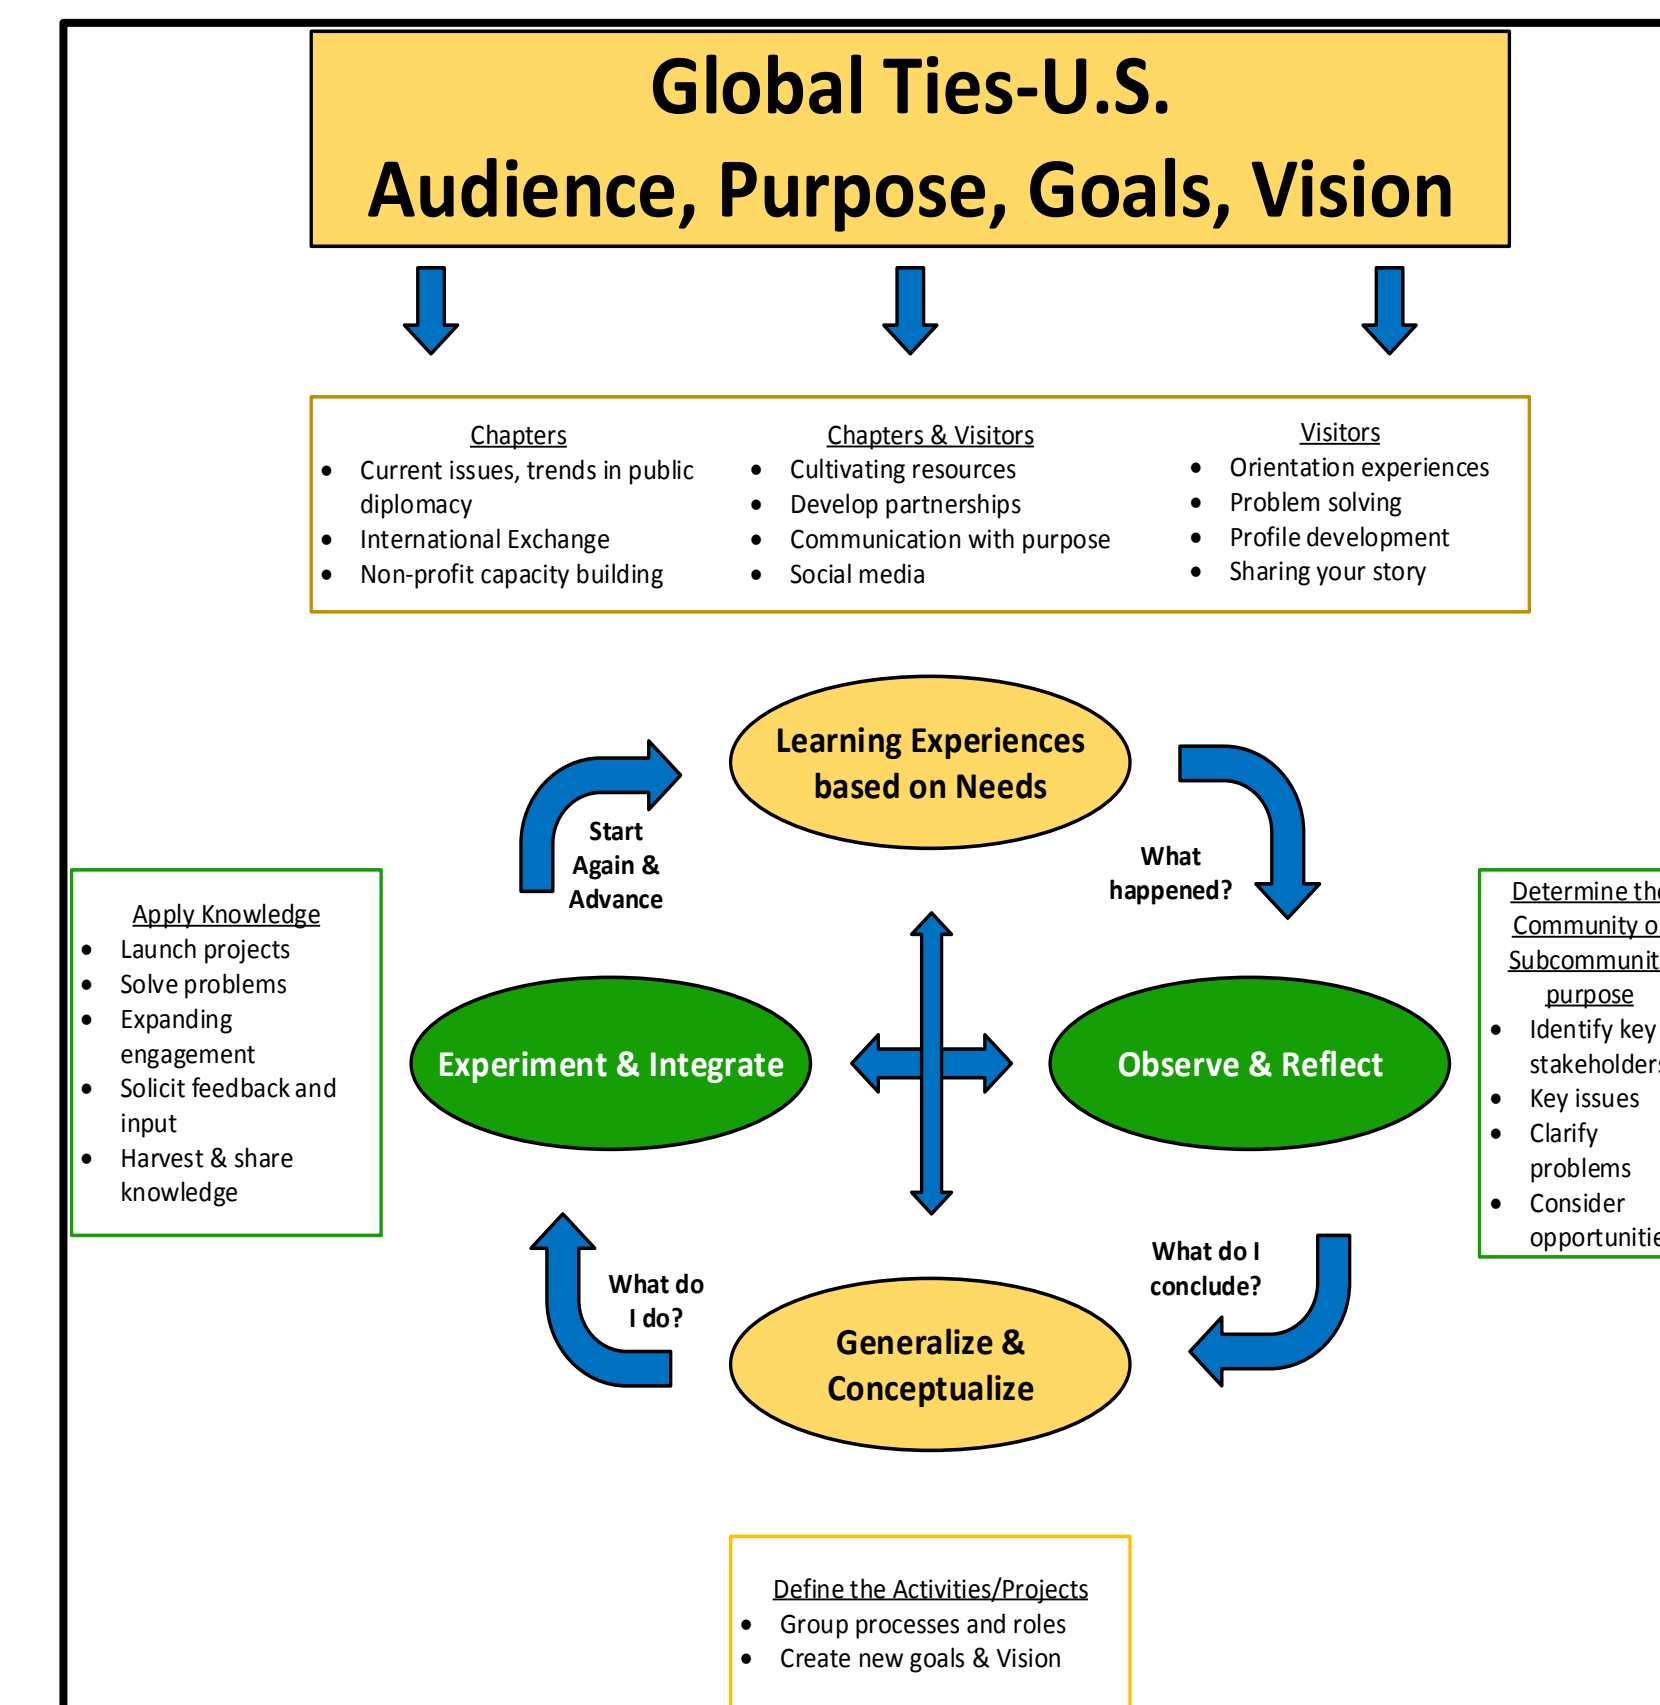 Global Ties-U.S.
Audience, Purpose, Goals, Vision
Chapters
• Current issues, trends in public
diplomacy
• International Exchange
• Non-profit capacity building
Chapters & Visitors
• Cultivating resources
• Develop partnerships
• Communication with purpose
• Social media
Visitors
• Orientation experiences
• Problem solving
• Profile development
• Sharing your story
Learning Experiences
based on Needs
Start
Again &
Advance
What
happened?
Apply Knowledge
• Launch projects
• Solve problems
• Expanding
engagement
• Solicit feedback and
input
• Harvest & share
knowledge
Experiment & Integrate
Observe & Reflect
Determine the
Community
purpose
• Identify key
• Key issues
• Clarify
problems
• Consider
What do
I do?
What do I
conclude?
Generalize &
Conceptualize
Define the Activities/Projects
• Group processes and roles
• Create new goals & Vision